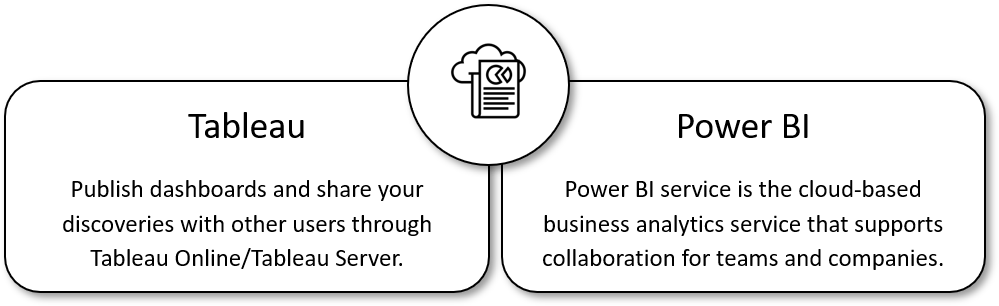 Tableau
Publish dashboards and share your
discoveries with other users through
Tableau Online/Tableau Server.
Power BI
Power BI service is the cloud-based
business analytics service that supports
collaboration for teams and companies.